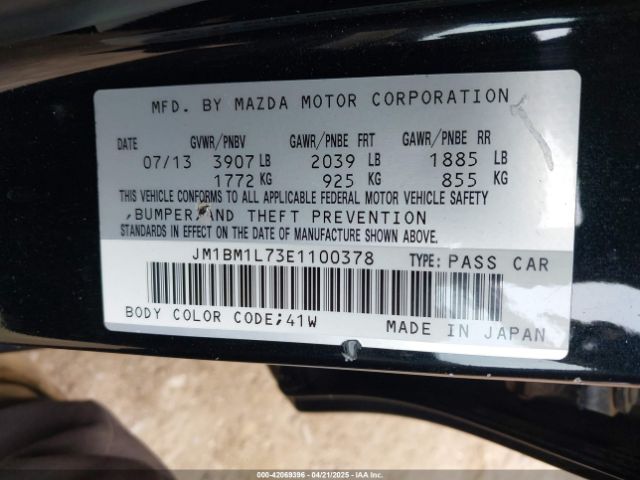 MFD. BY MAZDA MOTOR CORPORATION
DATE GVWR/PNBV GAWR/PNBE FRT GAWR/PNBE RR
07/13 3907 LB 2039 LB 1885 LB
1772 KG 925 KG 855 KG
THIS VEHICLE CONFORMS TO ALL APPLICABLE FEDERAL MOTOR VEHICLE SAFETY
,BUMPER,AND THEFT PREVENTION
STANDARDS IN EFFECT ON THE DATE OF MANUFACTURE SHOWN ABOVE.
JM1BM1L73E1100378 TYPE: PASS CAR
BODY COLOR CODE;41W MADE IN JAPAN
000-42069396 - 04/21/2025 - IAA Inc.